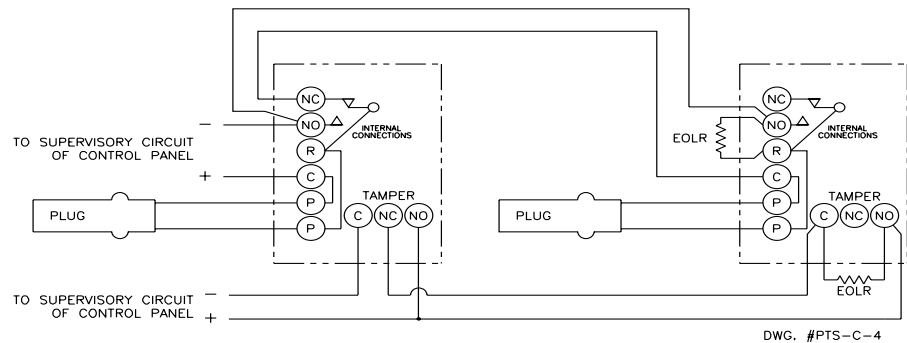 NC
NO
R
C
P
P
INTERNAL
CONNECTIONS
TAMPER
C NC NO
−
TO SUPERVISORY CIRCUIT
OF CONTROL PANEL
+
PLUG
TO SUPERVISORY CIRCUIT −
OF CONTROL PANEL +
NC
NO
R
C
P
P
INTERNAL
CONNECTIONS
EOLR
TAMPER
C NC NO
PLUG
EOLR
DWG. #PTS-C-4